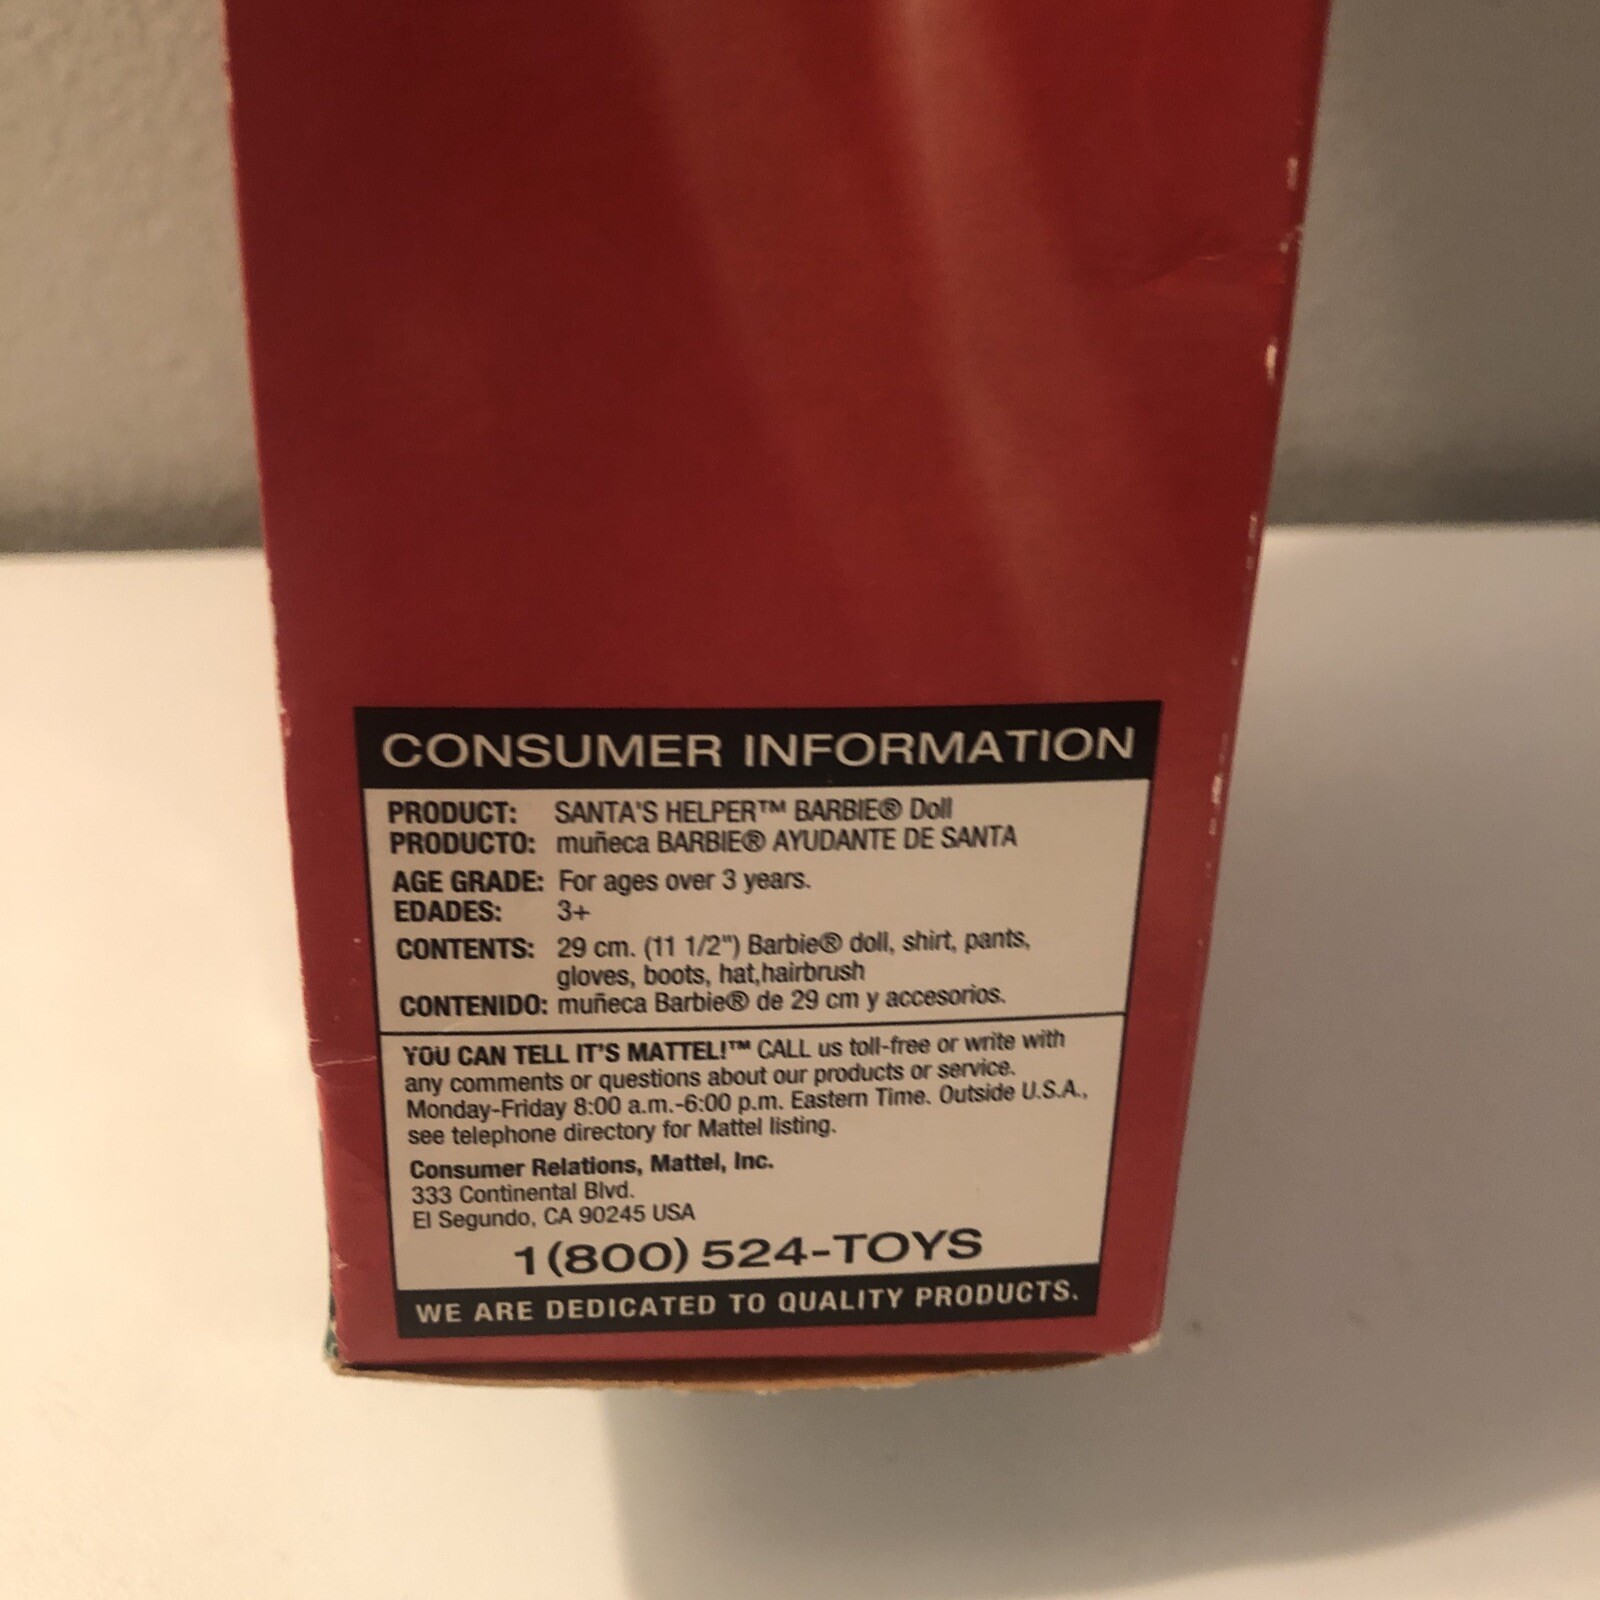 CONSUMER INFORMATION
PRODUCT: SANTA'S HELPER™ BARBIE® Doll
PRODUCTO: muñeca BARBIE® AYUDANTE DE SANTA
AGE GRADE: For ages over 3 years.
EDADES: 3+
CONTENTS: 29 cm. (11 1/2") Barbie® doll, shirt, pants,
gloves, boots, hat,hairbrush
CONTENIDO: muñeca Barbie® de 29 cm y accesorios.
YOU CAN TELL IT'S MATTEL!™ CALL us toll-free or write with
any comments or questions about our products or service.
Monday-Friday 8:00 a.m.-6:00 p.m. Eastern Time. Outside U.S.A.,
see telephone directory for Mattel listing.
Consumer Relations, Mattel, Inc.
333 Continental Blvd.
El Segundo, CA 90245 USA
1(800) 524-TOYS
WE ARE DEDICATED TO QUALITY PRODUCTS.